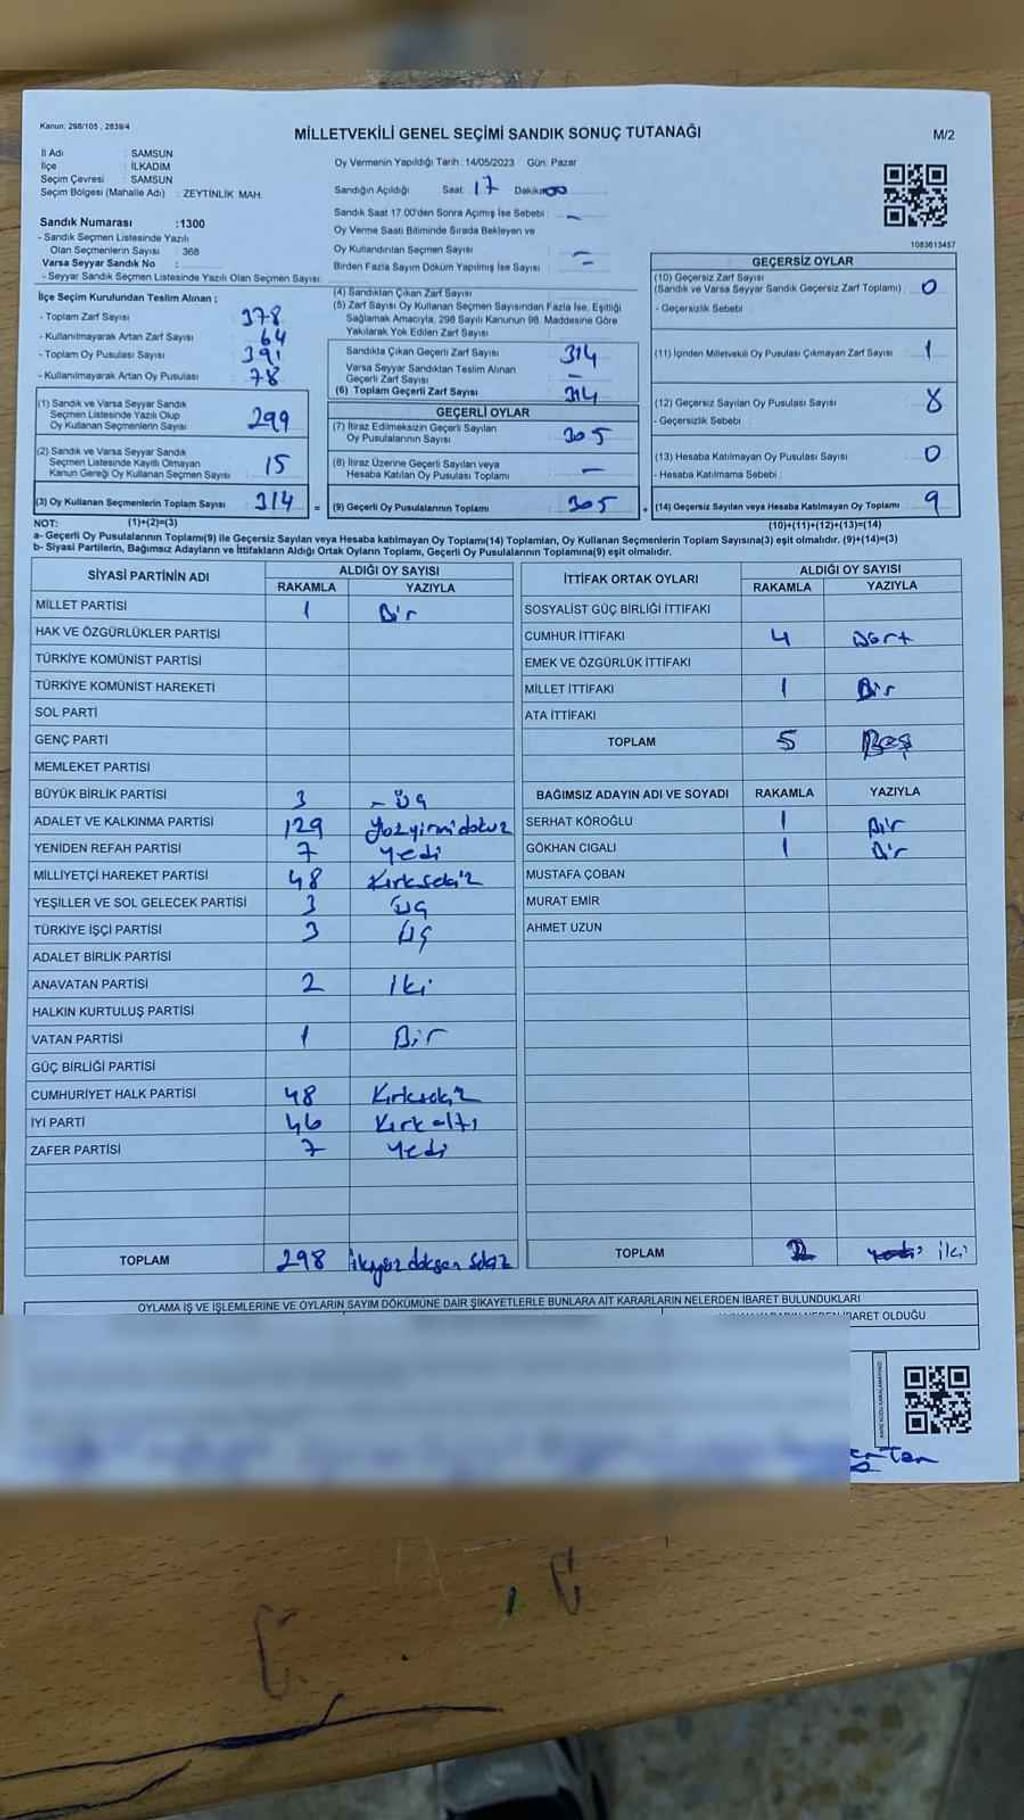 Kanun: 298/105 , 2839/4
MİLLETVEKİLİ GENEL SEÇİMİ SANDIK SONUÇ TUTANAĞI
M/2
İl Adı : SAMSUN
İlçe : İLKADIM
Seçim Çevresi : SAMSUN
Seçim Bölgesi (Mahalle Adı) : ZEYTİNLİK MAH.
Oy Vermenin Yapıldığı Tarih : 14/05/2023 Gün: Pazar
Sandığın Açıldığı Saat: 17 Dakika: 00
Sandık Saat 17.00'den Sonra Açımış İse Sebebi : -
Oy Verme Saati Bitiminde Sırada Bekleyen ve
Oy Kullandırılan Seçmen Sayısı : -
Birden Fazla Sayım Döküm Yapılmış İse Sayısı : -
1083613457
Sandık Numarası :1300
- Sandık Seçmen Listesinde Yazılı
Olan Seçmenlerin Sayısı : 368
Varsa Seyyar Sandık No :
- Seyyar Sandık Seçmen Listesinde Yazılı Olan Seçmen Sayısı:
İlçe Seçim Kurulundan Teslim Alınan ;
- Toplam Zarf Sayısı 378
- Kullanılmayarak Artan Zarf Sayısı 64
- Toplam Oy Pusulası Sayısı 391
- Kullanılmayarak Artan Oy Pusulası 78
(1) Sandık ve Varsa Seyyar Sandık
Seçmen Listesinde Yazılı Olup
Oy Kullanan Seçmenlerin Sayısı 299
(2) Sandık ve Varsa Seyyar Sandık
Seçmen Listesinde Kayıtlı Olmayan
Kanun Gereği Oy Kullanan Seçmen Sayısı 15
(3) Oy Kullanan Seçmenlerin Toplam Sayısı 314
(4) Sandıktan Çıkan Zarf Sayısı
(5) Zarf Sayısı Oy Kullanan Seçmen Sayısından Fazla İse, Eşitliği
Sağlamak Amacıyla, 298 Sayılı Kanunun 98. Maddesine Göre
Yakılarak Yok Edilen Zarf Sayısı
Sandıkta Çıkan Geçerli Zarf Sayısı 314
Varsa Seyyar Sandıktan Teslim Alınan
Geçerli Zarf Sayısı -
(6) Toplam Geçerli Zarf Sayısı 314
GEÇERLİ OYLAR
(7) İtiraz Edilmeksizin Geçerli Sayılan
Oy Pusulalarının Sayısı 305
(8) İtiraz Üzerine Geçerli Sayılan veya
Hesaba Katılan Oy Pusulası Toplamı -
= (9) Geçerli Oy Pusulalarının Toplamı 305
GEÇERSİZ OYLAR
(10) Geçersiz Zarf Sayısı
(Sandık ve Varsa Seyyar Sandık Geçersiz Zarf Toplamı) 0
- Geçersizlik Sebebi
(11) İçinden Milletvekili Oy Pusulası Çıkmayan Zarf Sayısı 1
(12) Geçersiz Sayılan Oy Pusulası Sayısı 8
- Geçersizlik Sebebi
(13) Hesaba Katılmayan Oy Pusulası Sayısı 0
- Hesaba Katılmama Sebebi
+ (14) Geçersiz Sayılan veya Hesaba Katılmayan Oy Toplamı 9
NOT: (1)+(2)=(3) (10)+(11)+(12)+(13)=(14)
a- Geçerli Oy Pusulalarının Toplamı(9) ile Geçersiz Sayılan veya Hesaba katılmayan Oy Toplamı(14) Toplamları, Oy Kullanan Seçmenlerin Toplam Sayısına(3) eşit olmalıdır. (9)+(14)=(3)
b- Siyasi Partilerin, Bağımsız Adayların ve İttifakların Aldığı Ortak Oyların Toplamı, Geçerli Oy Pusulalarının Toplamına(9) eşit olmalıdır.
SİYASİ PARTİNİN ADI ALDIĞI OY SAYISI
RAKAMLA YAZIYLA
MİLLET PARTİSİ 1 Bir
HAK VE ÖZGÜRLÜKLER PARTİSİ
TÜRKİYE KOMÜNİST PARTİSİ
TÜRKİYE KOMÜNİST HAREKETİ
SOL PARTİ
GENÇ PARTİ
MEMLEKET PARTİSİ
BÜYÜK BİRLİK PARTİSİ 3 - Üç
ADALET VE KALKINMA PARTİSİ 129 Yüzyirmidokuz
YENİDEN REFAH PARTİSİ 7 Yedi
MİLLİYETÇİ HAREKET PARTİSİ 48 Kırksekiz
YEŞİLLER VE SOL GELECEK PARTİSİ 3 Üç
TÜRKİYE İŞÇİ PARTİSİ 3 Üç
ADALET BİRLİK PARTİSİ
ANAVATAN PARTİSİ 2 İki
HALKIN KURTULUŞ PARTİSİ
VATAN PARTİSİ 1 Bir
GÜÇ BİRLİĞİ PARTİSİ
CUMHURİYET HALK PARTİSİ 48 Kırksekiz
İYİ PARTİ 46 Kırkaltı
ZAFER PARTİSİ 7 Yedi
TOPLAM 298 İkiyüz doksan sekiz
İTTİFAK ORTAK OYLARI ALDIĞI OY SAYISI
RAKAMLA YAZIYLA
SOSYALİST GÜÇ BİRLİĞİ İTTİFAKI
CUMHUR İTTİFAKI 4 Dört
EMEK VE ÖZGÜRLÜK İTTİFAKI
MİLLET İTTİFAKI 1 Bir
ATA İTTİFAKI
TOPLAM 5 Beş
BAĞIMSIZ ADAYIN ADI VE SOYADI RAKAMLA YAZIYLA
SERHAT KÖROĞLU 1 Bir
GÖKHAN CIGALI 1 Bir
MUSTAFA ÇOBAN
MURAT EMİR
AHMET UZUN
TOPLAM 2 iki
OYLAMA İŞ VE İŞLEMLERİNE VE OYLARIN SAYIM DÖKÜMÜNE DAİR ŞİKAYETLERLE BUNLARA AİT KARARLARIN NELERDEN İBARET BULUNDUKLARI
İBARET OLDUĞU